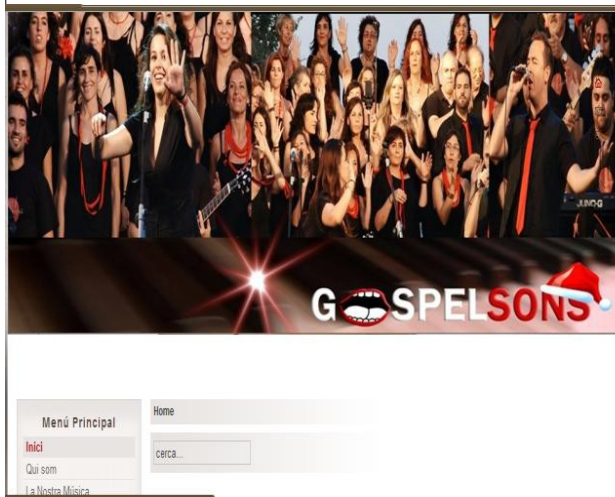 JUNO-G
GOSPELSONS
Menú Principal
Home
Inici
cerca...
Qui som
La Nostra Música